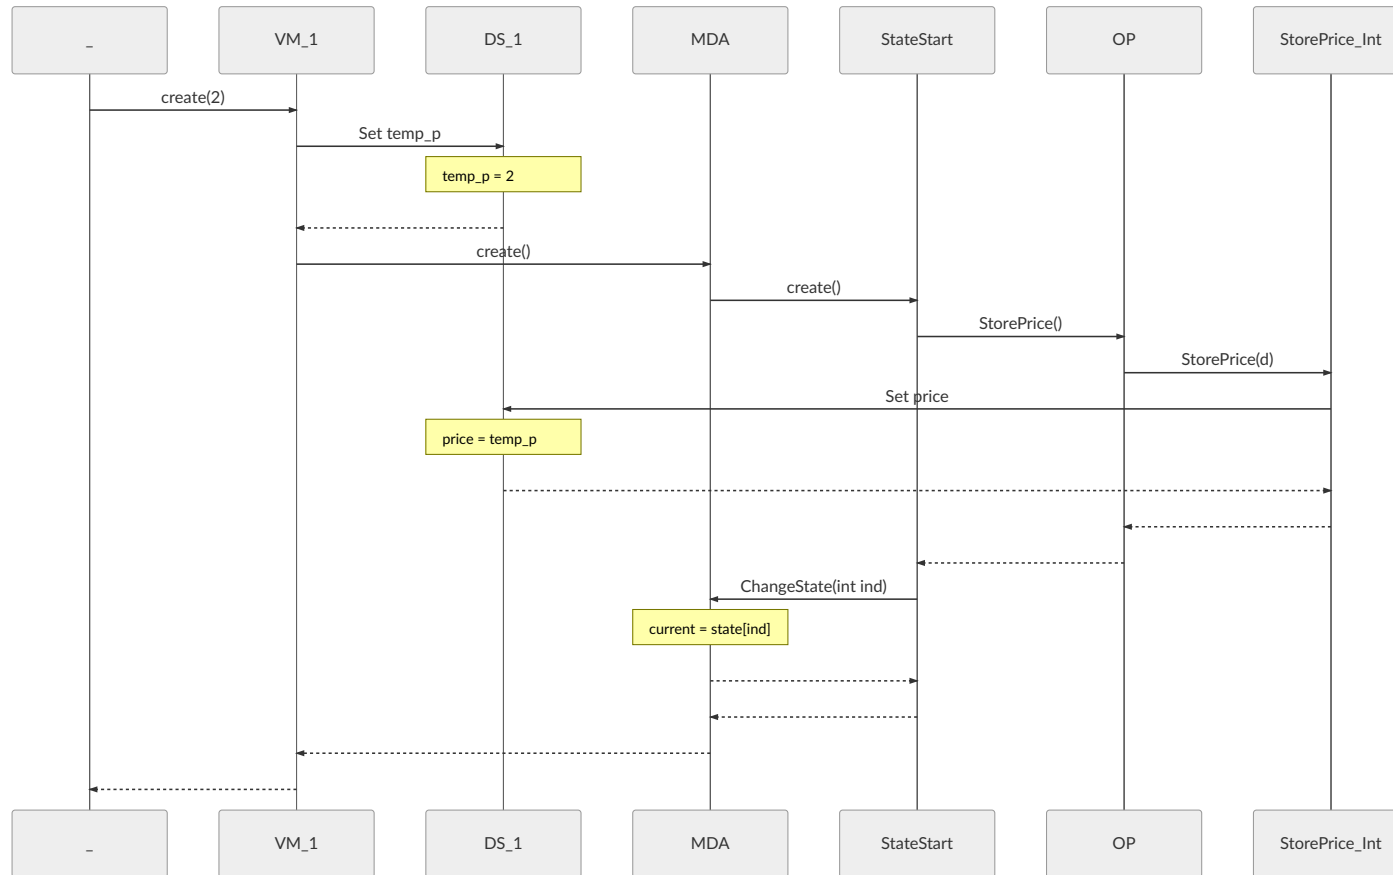 _ VM_1 DS_1 MDA StateStart OP StorePrice_Int
create(2)
Set temp_p
temp_p = 2
create()
create()
StorePrice()
StorePrice(d)
Set price
price = temp_p
ChangeState(int ind)
current = state[ind]
_ VM_1 DS_1 MDA StateStart OP StorePrice_Int